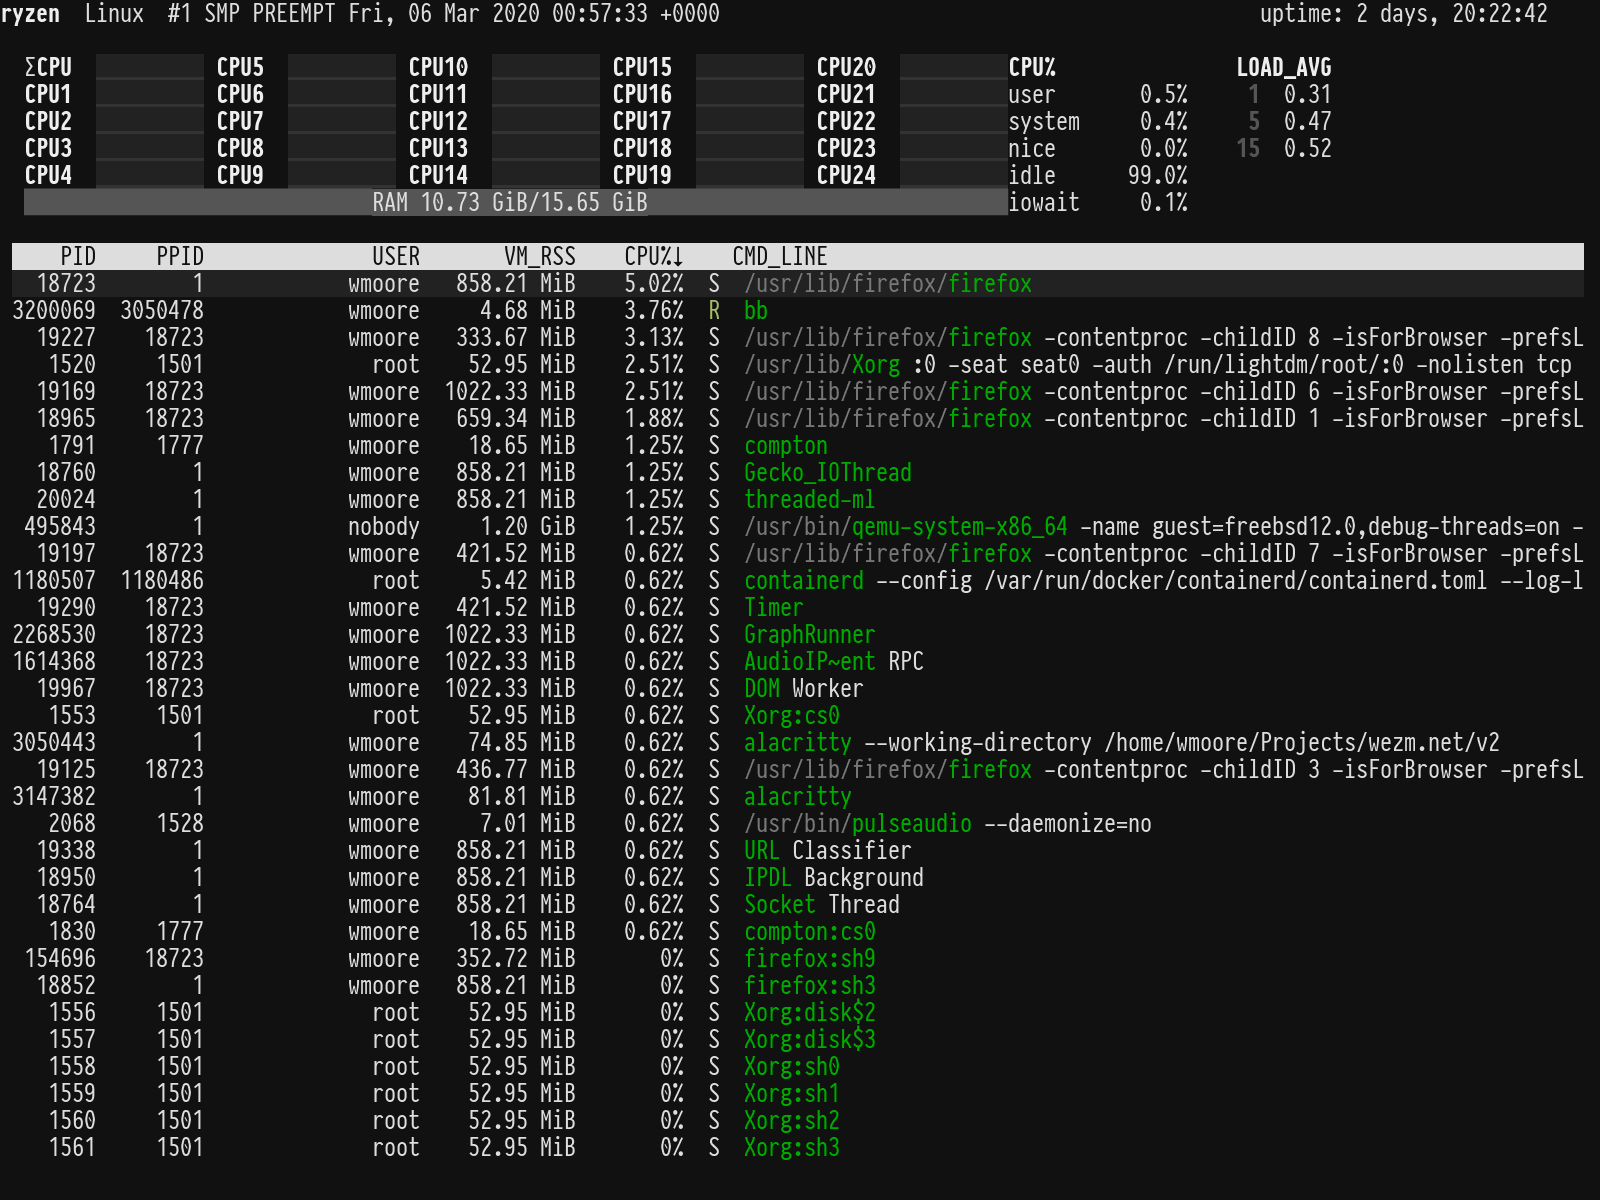 ryzen Linux #1 SMP PREEMPT Fri, 06 Mar 2020 00:57:33 +0000 uptime: 2 days, 20:22:42
ΣCPU CPU5 CPU10 CPU15 CPU20 CPU% LOAD_AVG
CPU1 CPU6 CPU11 CPU16 CPU21 user 0.5% 1 0.31
CPU2 CPU7 CPU12 CPU17 CPU22 system 0.4% 5 0.47
CPU3 CPU8 CPU13 CPU18 CPU23 nice 0.0% 15 0.52
CPU4 CPU9 CPU14 CPU19 CPU24 idle 99.0%
RAM 10.73 GiB/15.65 GiB iowait 0.1%
PID PPID USER VM_RSS CPU%↓ CMD_LINE
18723 1 wmoore 858.21 MiB 5.02% S /usr/lib/firefox/firefox
3200069 3050478 wmoore 4.68 MiB 3.76% R bb
19227 18723 wmoore 333.67 MiB 3.13% S /usr/lib/firefox/firefox -contentproc -childID 8 -isForBrowser -prefsL
1520 1501 root 52.95 MiB 2.51% S /usr/lib/Xorg :0 -seat seat0 -auth /run/lightdm/root/:0 -nolisten tcp
19169 18723 wmoore 1022.33 MiB 2.51% S /usr/lib/firefox/firefox -contentproc -childID 6 -isForBrowser -prefsL
18965 18723 wmoore 659.34 MiB 1.88% S /usr/lib/firefox/firefox -contentproc -childID 1 -isForBrowser -prefsL
1791 1777 wmoore 18.65 MiB 1.25% S compton
18760 1 wmoore 858.21 MiB 1.25% S Gecko_IOThread
20024 1 wmoore 858.21 MiB 1.25% S threaded-ml
495843 1 nobody 1.20 GiB 1.25% S /usr/bin/qemu-system-x86_64 -name guest=freebsd12.0,debug-threads=on -
19197 18723 wmoore 421.52 MiB 0.62% S /usr/lib/firefox/firefox -contentproc -childID 7 -isForBrowser -prefsL
1180507 1180486 root 5.42 MiB 0.62% S containerd --config /var/run/docker/containerd/containerd.toml --log-l
19290 18723 wmoore 421.52 MiB 0.62% S Timer
2268530 18723 wmoore 1022.33 MiB 0.62% S GraphRunner
1614368 18723 wmoore 1022.33 MiB 0.62% S AudioIP~ent RPC
19967 18723 wmoore 1022.33 MiB 0.62% S DOM Worker
1553 1501 root 52.95 MiB 0.62% S Xorg:cs0
3050443 1 wmoore 74.85 MiB 0.62% S alacritty --working-directory /home/wmoore/Projects/wezm.net/v2
19125 18723 wmoore 436.77 MiB 0.62% S /usr/lib/firefox/firefox -contentproc -childID 3 -isForBrowser -prefsL
3147382 1 wmoore 81.81 MiB 0.62% S alacritty
2068 1528 wmoore 7.01 MiB 0.62% S /usr/bin/pulseaudio --daemonize=no
19338 1 wmoore 858.21 MiB 0.62% S URL Classifier
18950 1 wmoore 858.21 MiB 0.62% S IPDL Background
18764 1 wmoore 858.21 MiB 0.62% S Socket Thread
1830 1777 wmoore 18.65 MiB 0.62% S compton:cs0
154696 18723 wmoore 352.72 MiB 0% S firefox:sh9
18852 1 wmoore 858.21 MiB 0% S firefox:sh3
1556 1501 root 52.95 MiB 0% S Xorg:disk$2
1557 1501 root 52.95 MiB 0% S Xorg:disk$3
1558 1501 root 52.95 MiB 0% S Xorg:sh0
1559 1501 root 52.95 MiB 0% S Xorg:sh1
1560 1501 root 52.95 MiB 0% S Xorg:sh2
1561 1501 root 52.95 MiB 0% S Xorg:sh3